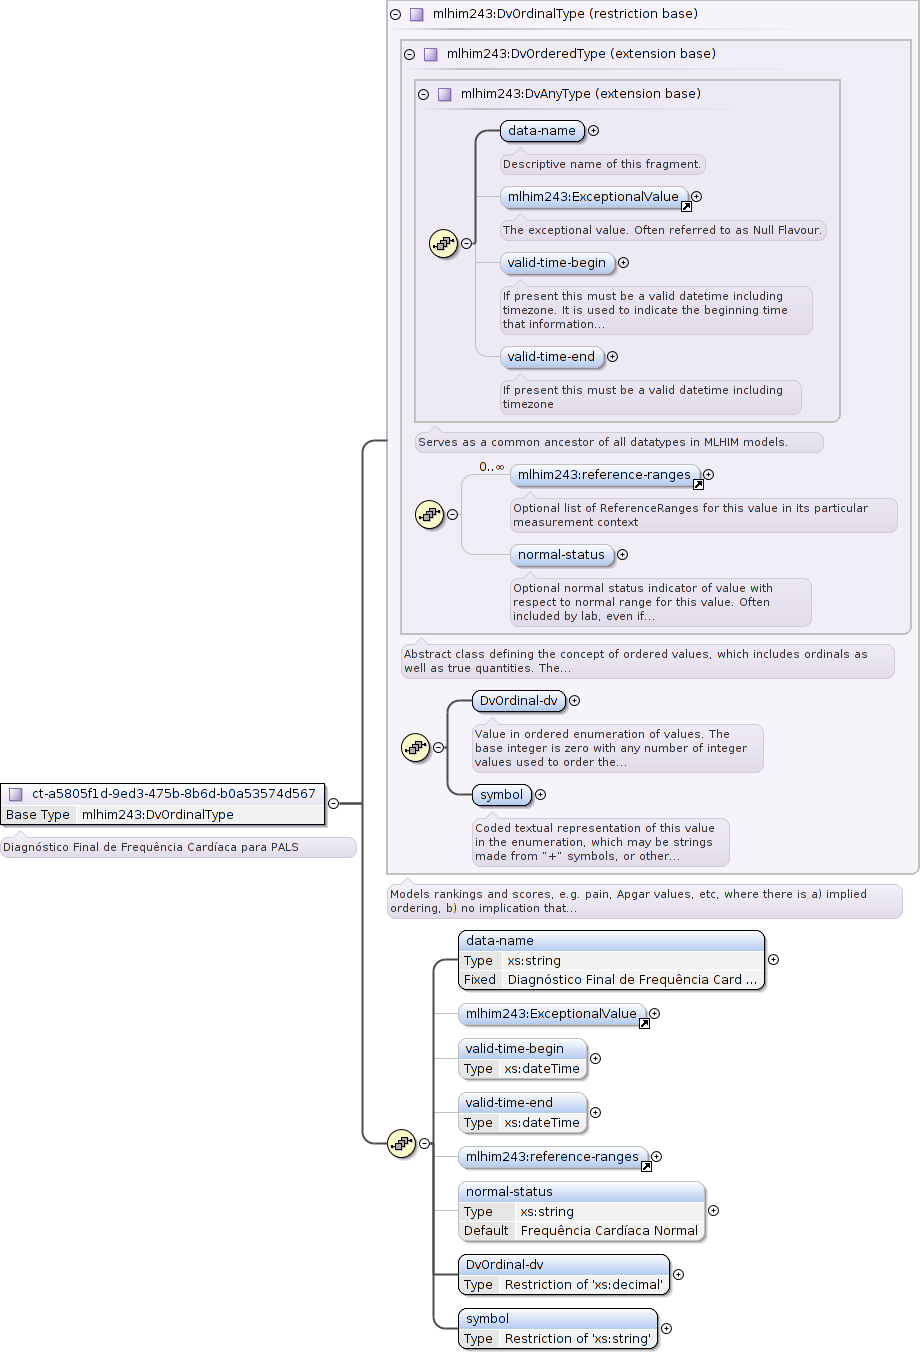 mlhim243:DvOrdinalType (restriction base)
mlhim243:DvOrderedType (extension base)
mlhim243:DvAnyType (extension base)
data-name
Descriptive name of this fragment.
mlhim243:ExceptionalValue
The exceptional value. Often referred to as Null Flavour.
valid-time-begin
If present this must be a valid datetime including
timezone. It is used to indicate the beginning time
that information...
valid-time-end
If present this must be a valid datetime including
timezone
Serves as a common ancestor of all datatypes in MLHIM models.
0..∞
mlhim243:reference-ranges
Optional list of ReferenceRanges for this value in its particular
measurement context
normal-status
Optional normal status indicator of value with
respect to normal range for this value. Often
included by lab, even if...
Abstract class defining the concept of ordered values, which includes ordinals as
well as true quantities. The...
DvOrdinal-dv
Value in ordered enumeration of values. The
base integer is zero with any number of integer
values used to order the...
symbol
Coded textual representation of this value
in the enumeration, which may be strings
made from "+" symbols, or other...
ct-a5805f1d-9ed3-475b-8b6d-b0a53574d567
Base Type mlhim243:DvOrdinalType
Diagnóstico Final de Frequência Cardíaca para PALS
Models rankings and scores, e.g. pain, Apgar values, etc, where there is a) implied
ordering, b) no implication that...
data-name
Type xs:string
Fixed Diagnóstico Final de Frequência Card ...
mlhim243:ExceptionalValue
valid-time-begin
Type xs:dateTime
valid-time-end
Type xs:dateTime
mlhim243:reference-ranges
normal-status
Type xs:string
Default Frequência Cardíaca Normal
DvOrdinal-dv
Type Restriction of 'xs:decimal'
symbol
Type Restriction of 'xs:string'